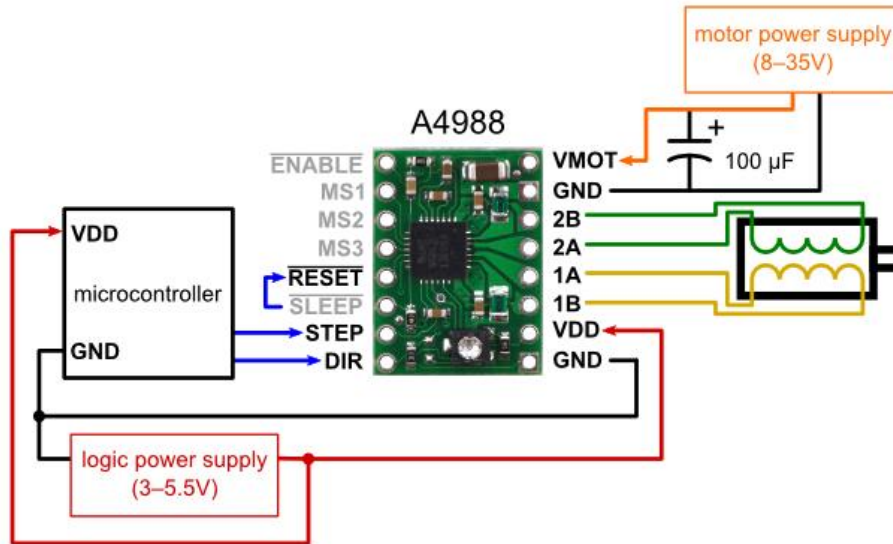 motor power supply
(8–35V)
A4988
+
100 µF
ENABLE
VMOT
MS1
GND
MS2
2B
MS3
2A
RESET
1A
SLEEP
1B
STEP
VDD
DIR
GND
VDD
microcontroller
GND
logic power supply
(3–5.5V)